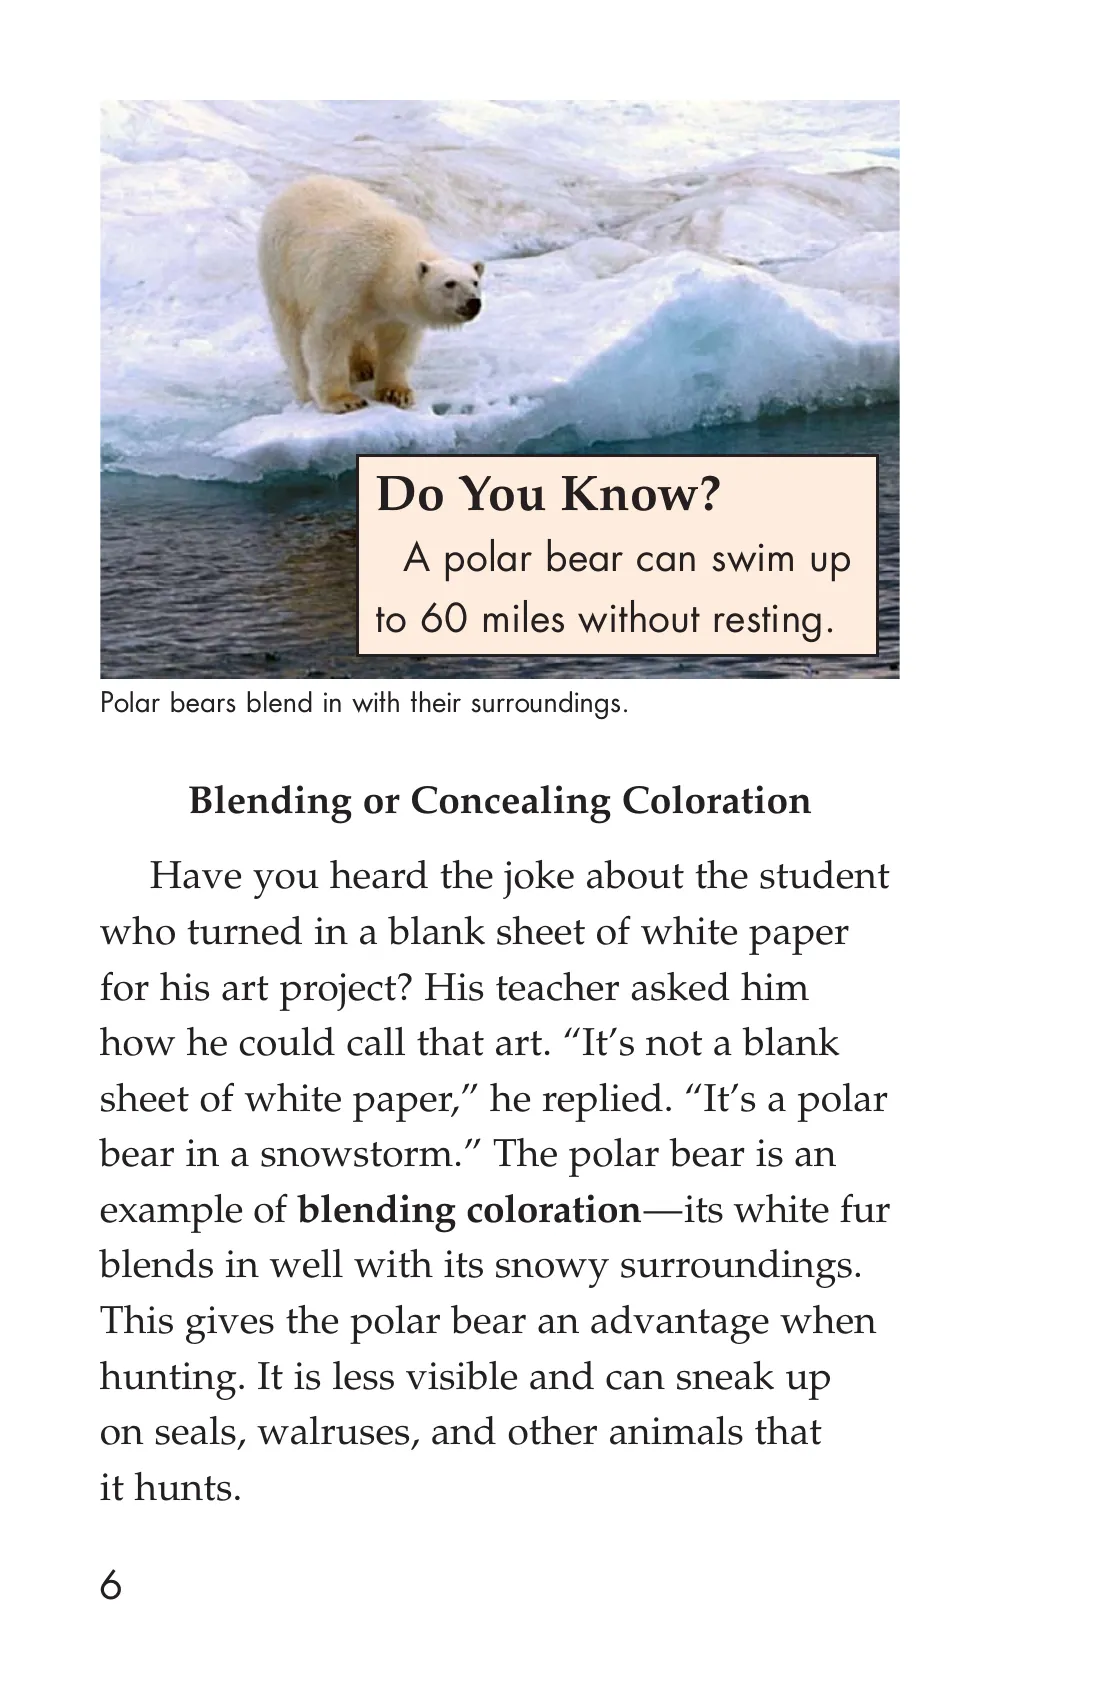 Do You Know?
A polar bear can swim up
to 60 miles without resting.
Polar bears blend in with their surroundings.
Blending or Concealing Coloration
Have you heard the joke about the student
who turned in a blank sheet of white paper
for his art project? His teacher asked him
how he could call that art. “It’s not a blank
sheet of white paper,” he replied. “It’s a polar
bear in a snowstorm.” The polar bear is an
example of blending coloration—its white fur
blends in well with its snowy surroundings.
This gives the polar bear an advantage when
hunting. It is less visible and can sneak up
on seals, walruses, and other animals that
it hunts.
6